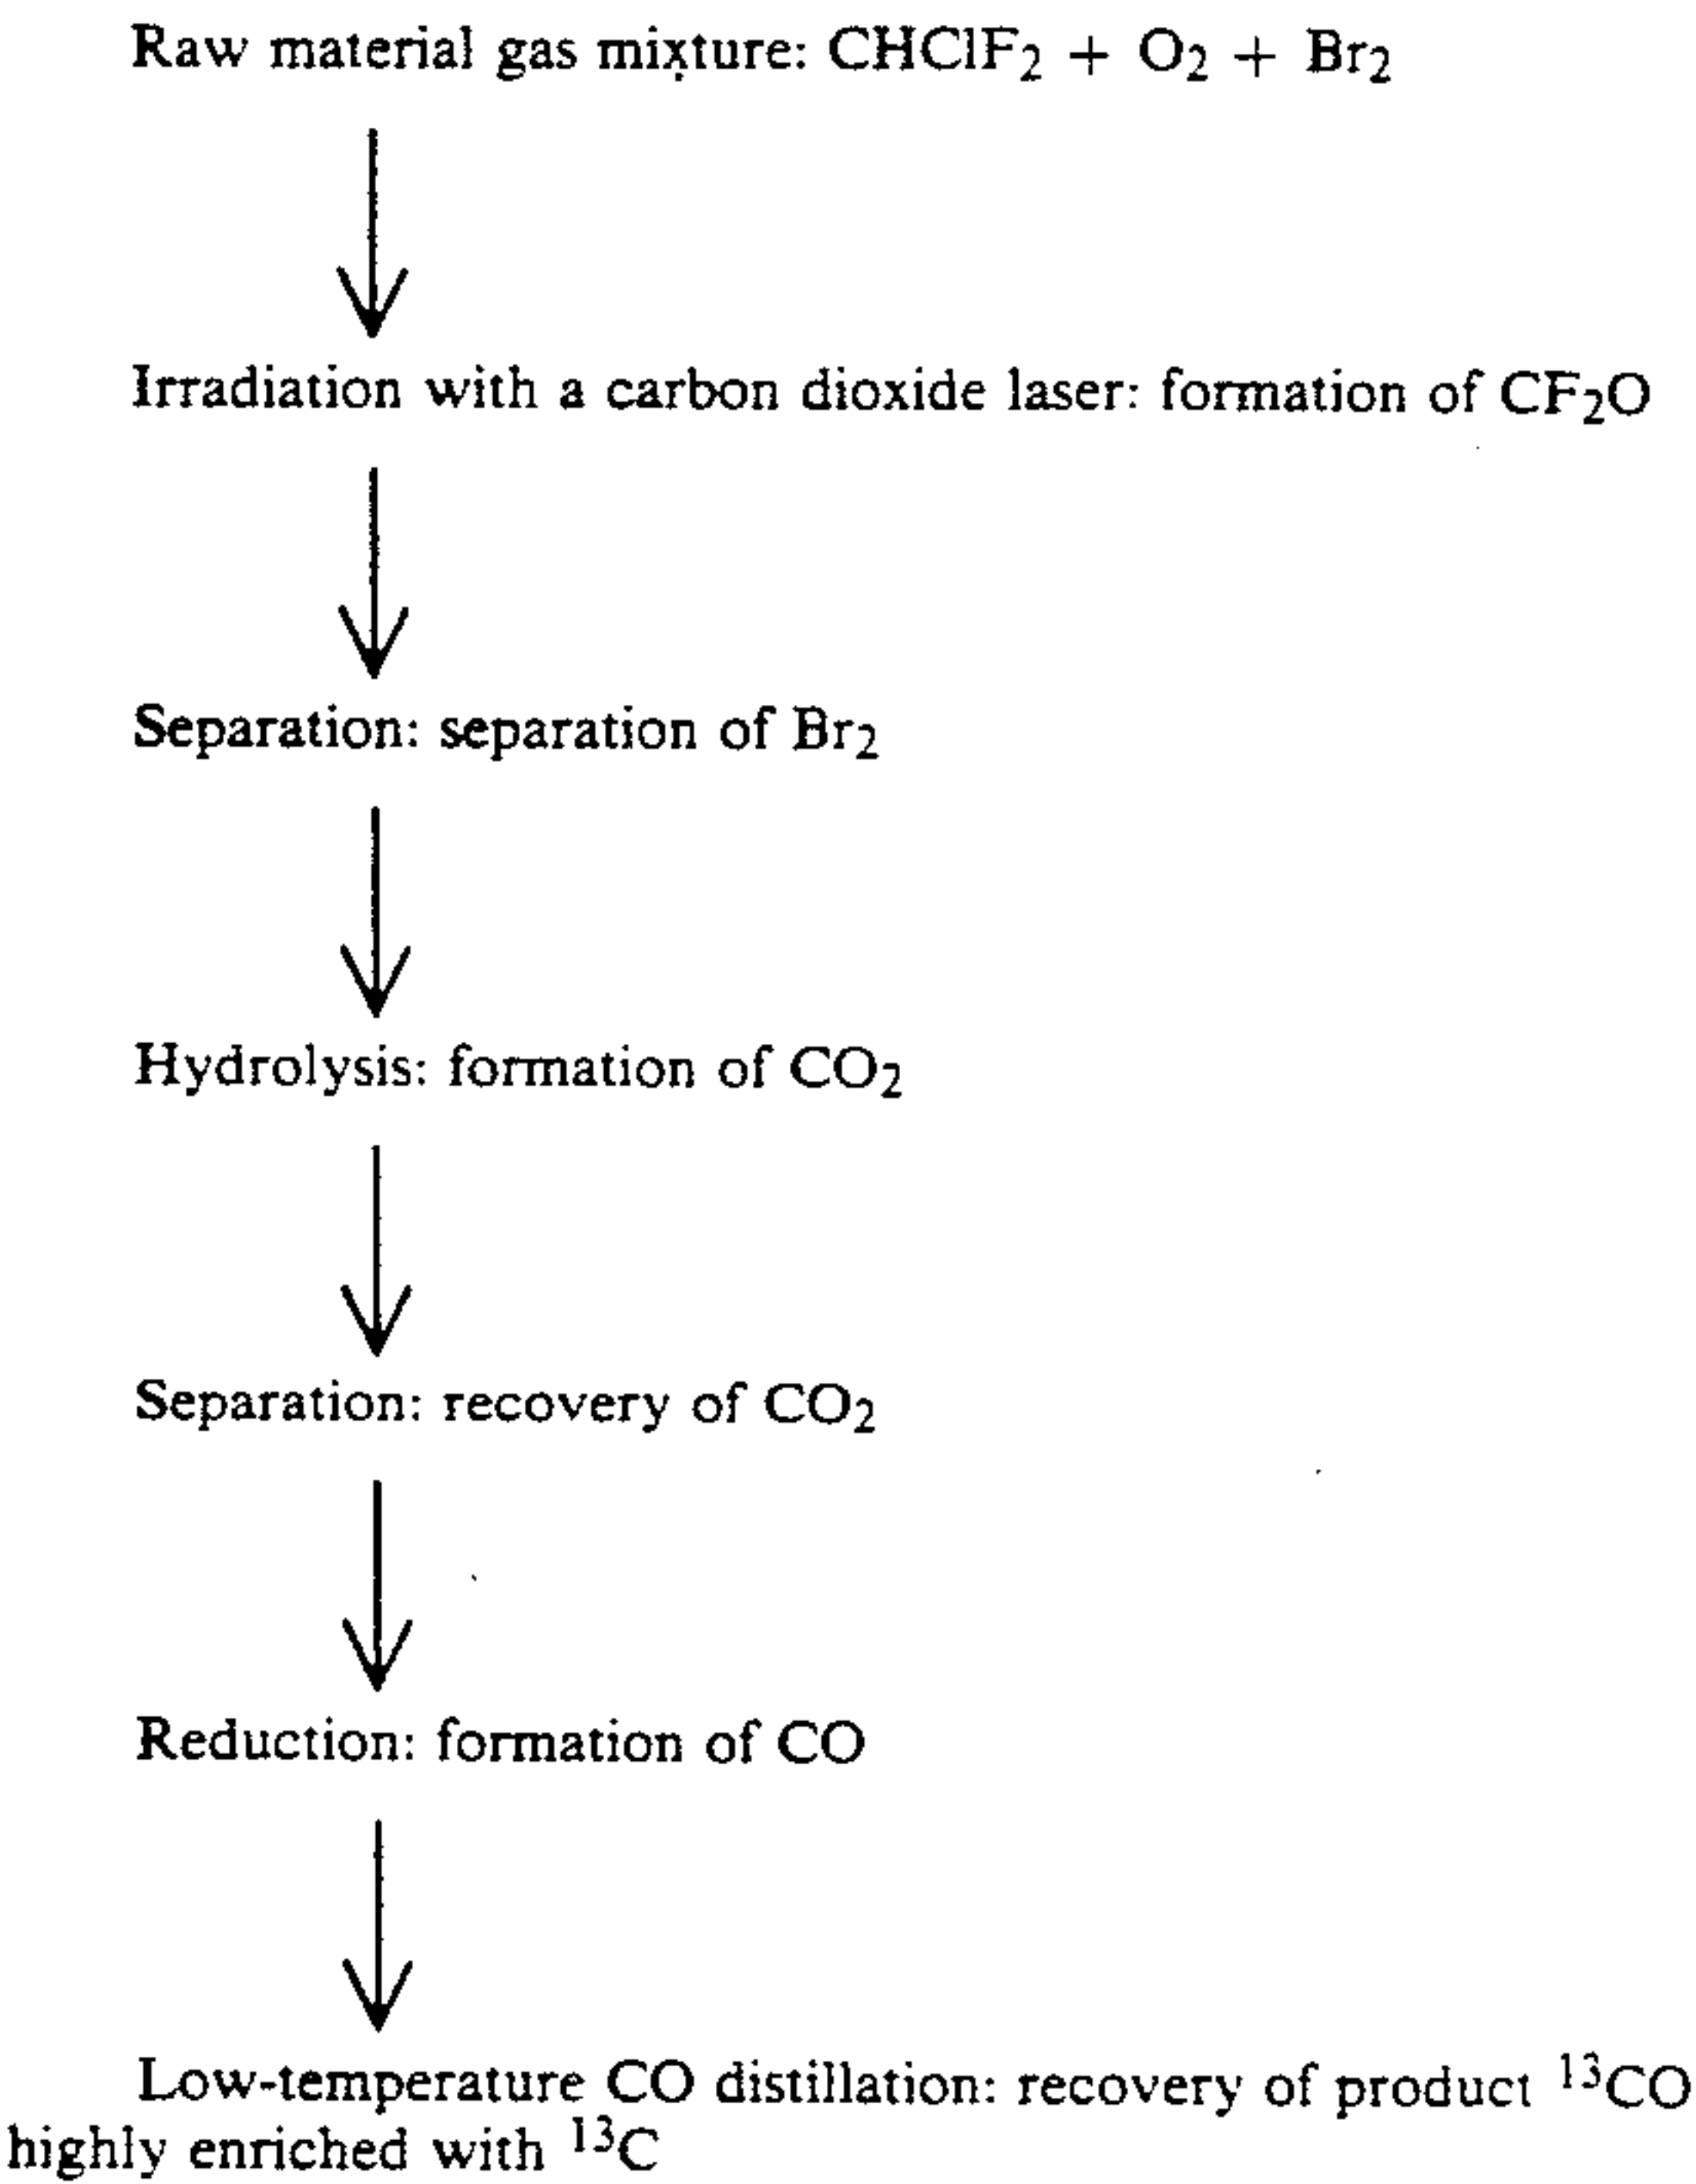 Raw material gas mixture: CHClF₂ + O₂ + Br₂
Irradiation with a carbon dioxide laser: formation of CF₂O
Separation: separation of Br₂
Hydrolysis: formation of CO₂
Separation: recovery of CO₂
Reduction: formation of CO
Low-temperature CO distillation: recovery of product ¹³CO
highly enriched with ¹³C